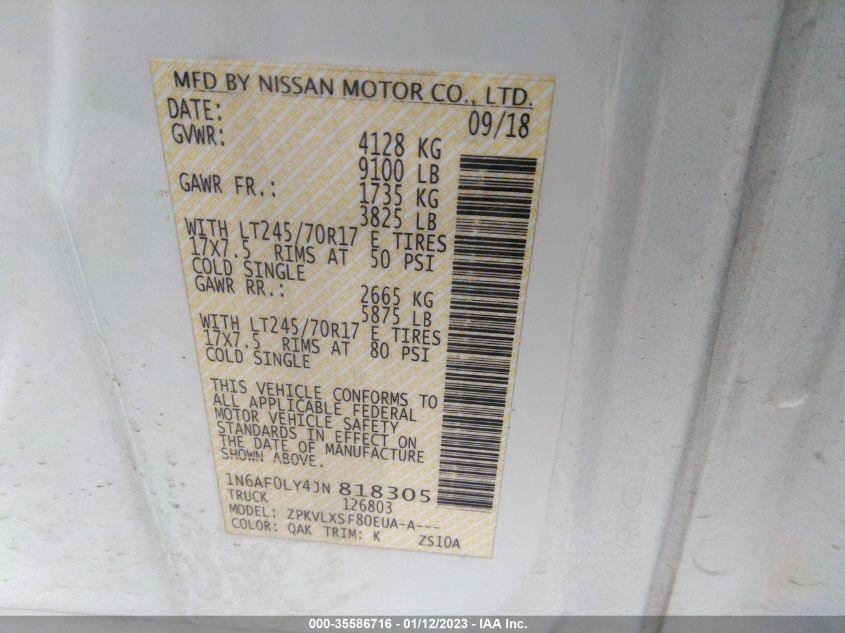 MFD BY NISSAN MOTOR CO., LTD.
DATE: 09/18
GVWR: 4128 KG
9100 LB
GAWR FR.: 1735 KG
3825 LB
WITH LT245/70R17 E TIRES
17X7.5 RIMS AT 50 PSI
COLD SINGLE
GAWR RR.: 2665 KG
5875 LB
WITH LT245/70R17 E TIRES
17X7.5 RIMS AT 80 PSI
COLD SINGLE
THIS VEHICLE CONFORMS TO
ALL APPLICABLE FEDERAL
MOTOR VEHICLE SAFETY
STANDARDS IN EFFECT ON
THE DATE OF MANUFACTURE
SHOWN ABOVE.
1N6AF0LY4JN 818305
TRUCK 126803
MODEL: ZPKVLXSF80EUA-A---
COLOR: QAK TRIM: K ZS10A
000-35586716 - 01/12/2023 - IAA Inc.